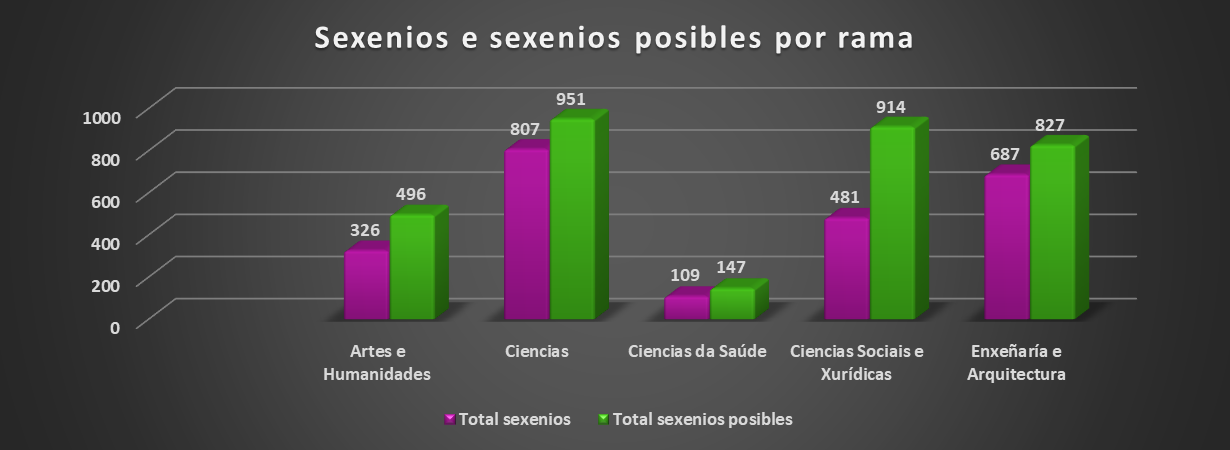 Sexenios e sexenios posibles por rama
1000
800
600
400
200
0
326
496
807
951
109
147
481
914
687
827
Artes e
Humanidades
Ciencias
Ciencias da Saúde
Ciencias Sociais e
Xurídicas
Enxeñaría e
Arquitectura
Total sexenios
Total sexenios posibles